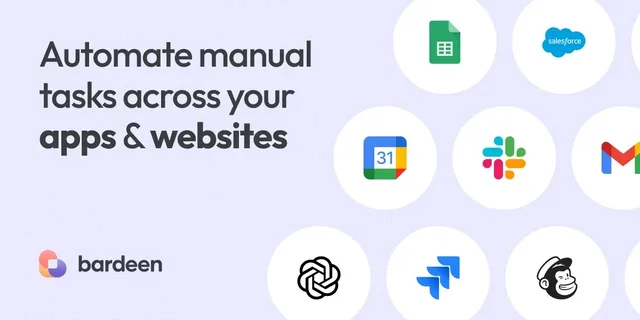 Automate manual
tasks across your
apps & websites
bardeen
salesforce
31